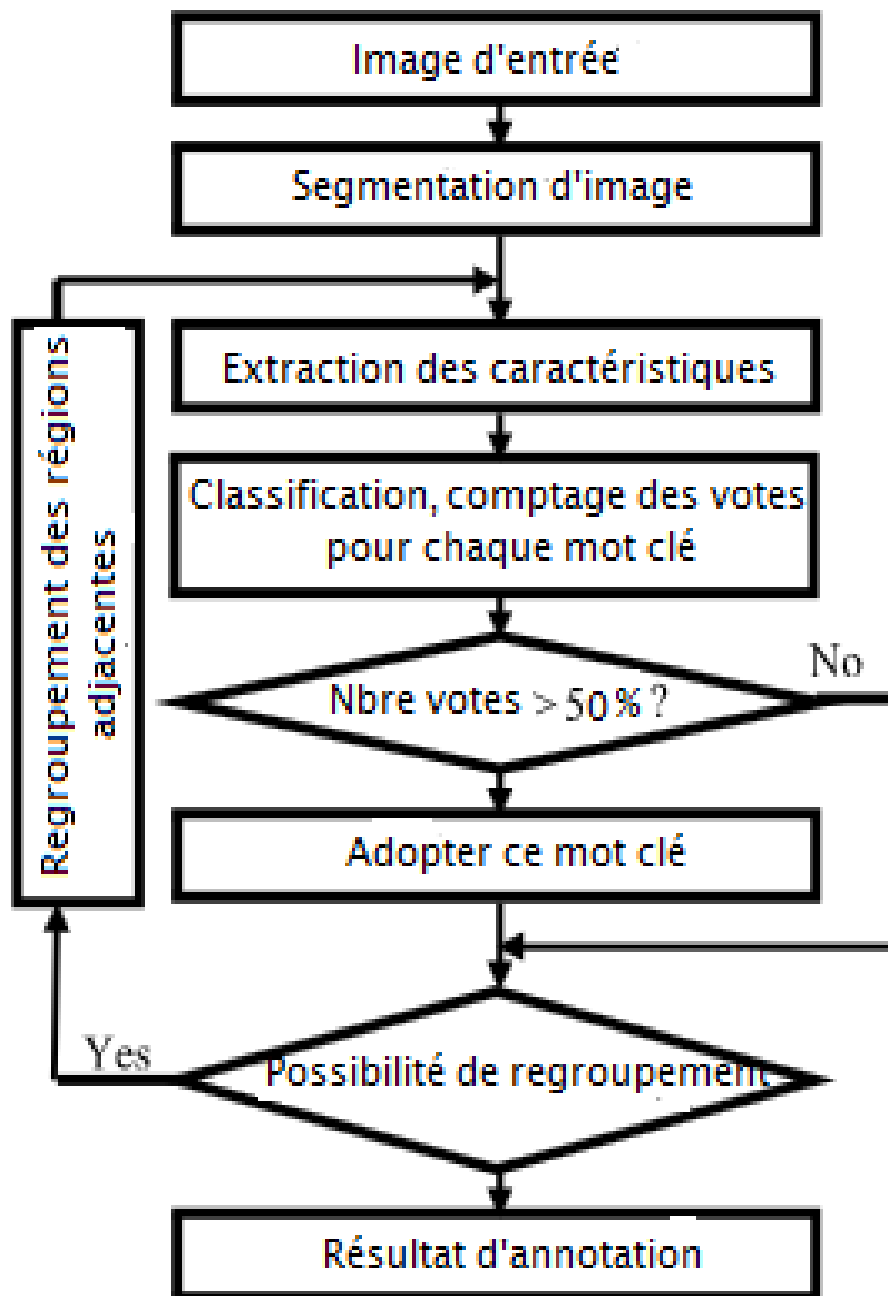 Image d'entrée
Segmentation d'image
Extraction des caractéristiques
Classification, comptage des votes
pour chaque mot clé
Nbre votes > 50% ?
No
Adopter ce mot clé
Possibilité de regroupement
Yes
Regroupement des régions
adjacentes
Résultat d'annotation